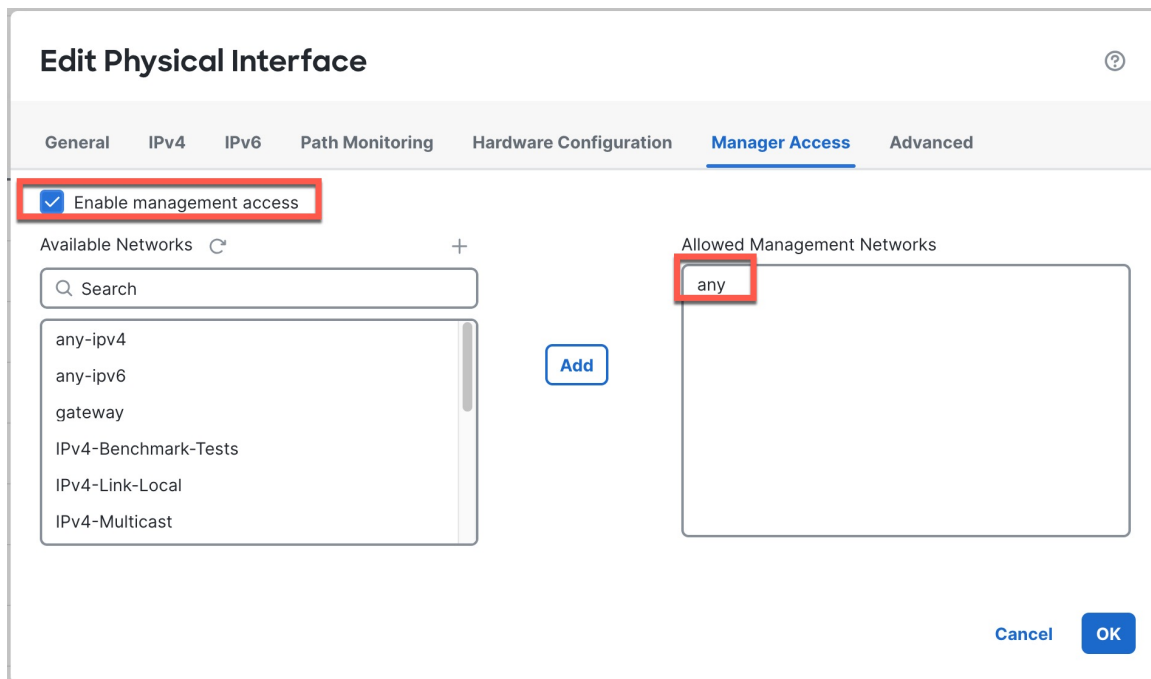 Edit Physical Interface
General IPv4 IPv6 Path Monitoring Hardware Configuration Manager Access Advanced
Enable management access
Available Networks
Search
any-ipv4
any-ipv6
gateway
IPv4-Benchmark-Tests
IPv4-Link-Local
IPv4-Multicast
Add
Allowed Management Networks
any
Cancel OK